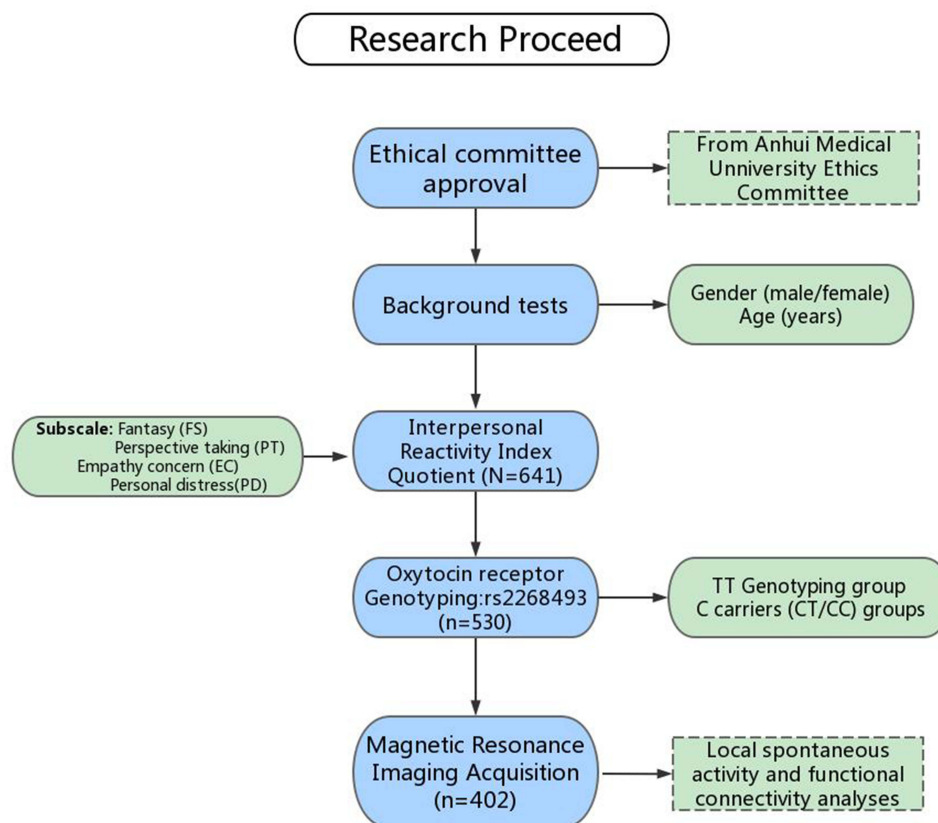 Research Proceed
Ethical committee
approval
From Anhui Medical
Unniversity Ethics
Committee
Background tests
Gender (male/female)
Age (years)
Subscale: Fantasy (FS)
Perspective taking (PT)
Empathy concern (EC)
Personal distress(PD)
Interpersonal
Reactivity Index
Quotient (N=641)
Oxytocin receptor
Genotyping:rs2268493
(n=530)
TT Genotyping group
C carriers (CT/CC) groups
Magnetic Resonance
Imaging Acquisition
(n=402)
Local spontaneous
activity and functional
connectivity analyses